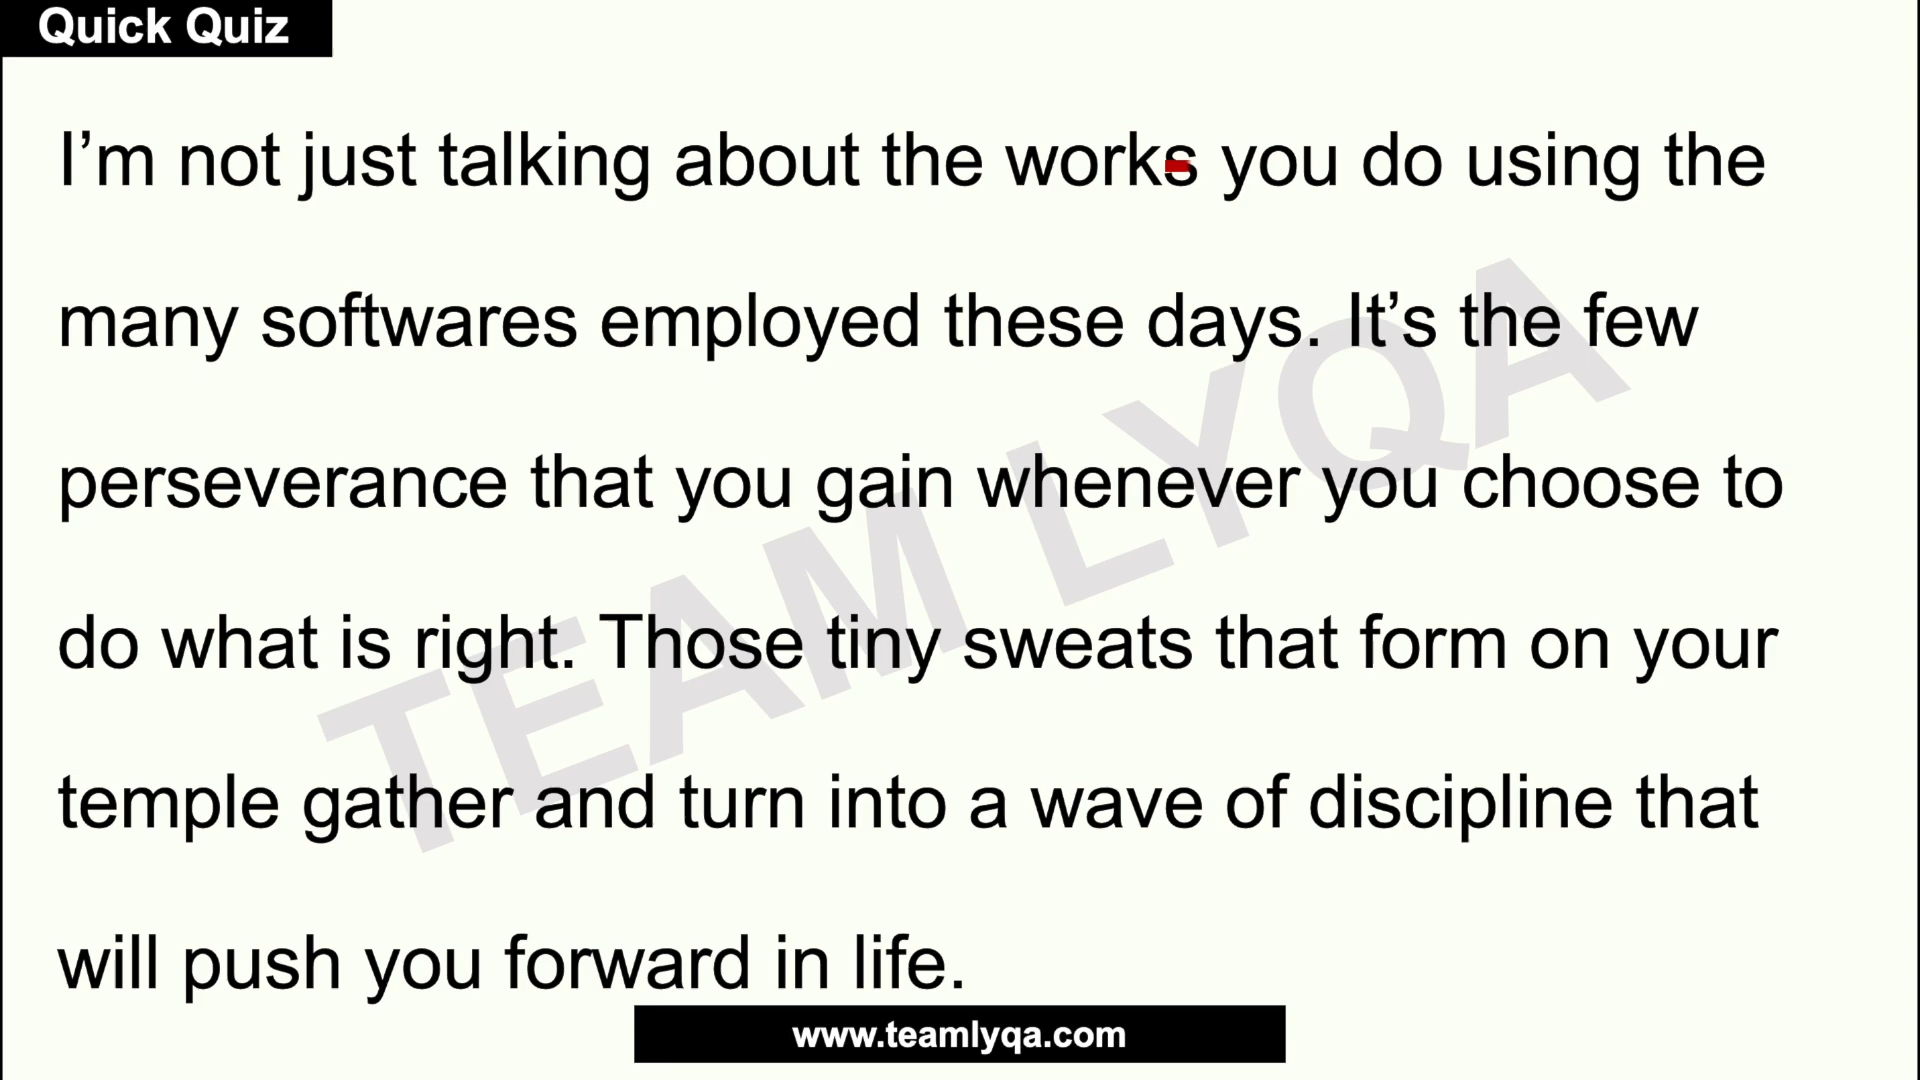 Quick Quiz
I’m not just talking about the works you do using the
many softwares employed these days. It’s the few
perseverance that you gain whenever you choose to
do what is right. Those tiny sweats that form on your
temple gather and turn into a wave of discipline that
will push you forward in life.
TEAM LYQA
www.teamlyqa.com